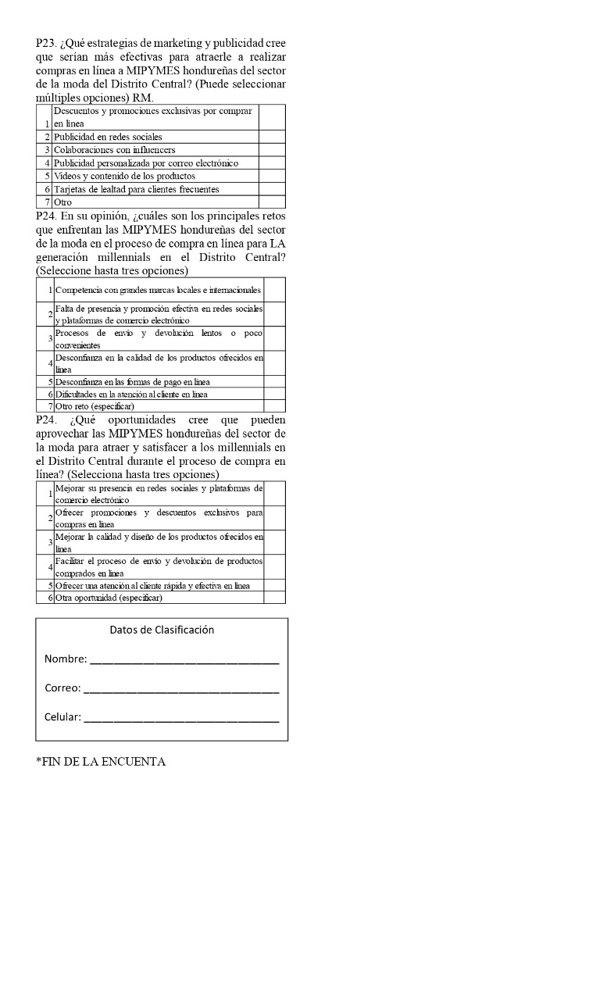 P23. ¿Qué estrategias de marketing y publicidad cree
que serían más efectivas para atraerle a realizar
compras en línea a MIPYMES hondureñas del sector
de la moda del Distrito Central? (Puede seleccionar
múltiples opciones) RM.
Descuentos y promociones exclusivas por comprar
1 en línea
2 Publicidad en redes sociales
3 Colaboraciones con influencers
4 Publicidad personalizada por correo electrónico
5 Videos y contenido de los productos
6 Tarjetas de lealtad para clientes frecuentes
7 Otro
P24. En su opinión, ¿cuáles son los principales retos
que enfrentan las MIPYMES hondureñas del sector
de la moda en el proceso de compra en línea para LA
generación millennials en el Distrito Central?
(Seleccione hasta tres opciones)
1 Competencia con grandes marcas locales e internacionales
2 Falta de presencia y promoción efectiva en redes sociales
y plataformas de comercio electrónico
3 Procesos de envío y devolución lentos o poco
convenientes
4 Desconfianza en la calidad de los productos ofrecidos en
línea
5 Desconfianza en las formas de pago en línea
6 Dificultades en la atención al cliente en línea
7 Otro reto (especificar)
P24. ¿Qué oportunidades cree que pueden
aprovechar las MIPYMES hondureñas del sector de
la moda para atraer y satisfacer a los millennials en
el Distrito Central durante el proceso de compra en
línea? (Selecciona hasta tres opciones)
1 Mejorar su presencia en redes sociales y plataformas de
comercio electrónico
2 Ofrecer promociones y descuentos exclusivos para
compras en línea
3 Mejorar la calidad y diseño de los productos ofrecidos en
línea
4 Facilitar el proceso de envío y devolución de productos
comprados en línea
5 Ofrecer una atención al cliente rápida y efectiva en línea
6 Otra oportunidad (especificar)
Datos de Clasificación
Nombre: ________________________________
Correo: _________________________________
Celular: _________________________________
*FIN DE LA ENCUENTA